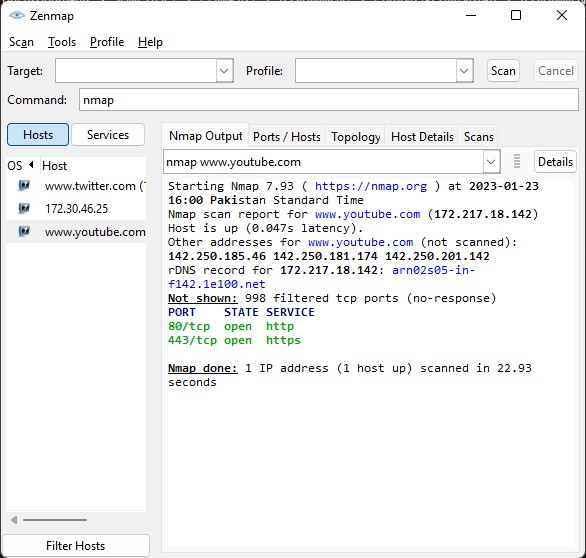 Zenmap
Scan Tools Profile Help
Target: Profile: Scan Cancel
Command: nmap
Hosts Services
Nmap Output Ports / Hosts Topology Host Details Scans
OS Host
nmap www.youtube.com Details
www.twitter.com (
172.30.46.25
www.youtube.com
Starting Nmap 7.93 ( https://nmap.org ) at 2023-01-23
16:00 Pakistan Standard Time
Nmap scan report for www.youtube.com (172.217.18.142)
Host is up (0.047s latency).
Other addresses for www.youtube.com (not scanned):
142.250.185.46 142.250.181.174 142.250.201.142
rDNS record for 172.217.18.142: arn02s05-in-
f142.1e100.net
Not shown: 998 filtered tcp ports (no-response)
PORT STATE SERVICE
80/tcp open http
443/tcp open https
Nmap done: 1 IP address (1 host up) scanned in 22.93
seconds
Filter Hosts